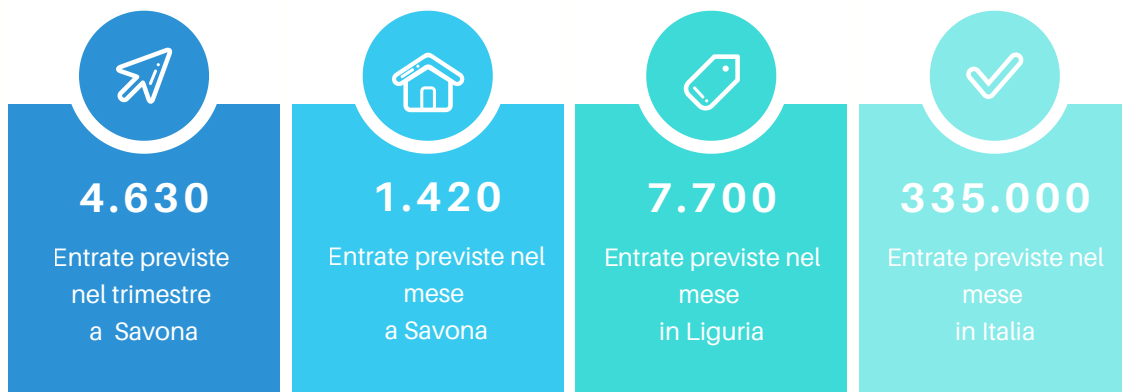 4.630
Entrate previste
nel trimestre
a Savona
1.420
Entrate previste nel
mese
a Savona
7.700
Entrate previste nel
mese
in Liguria
335.000
Entrate previste nel
mese
in Italia